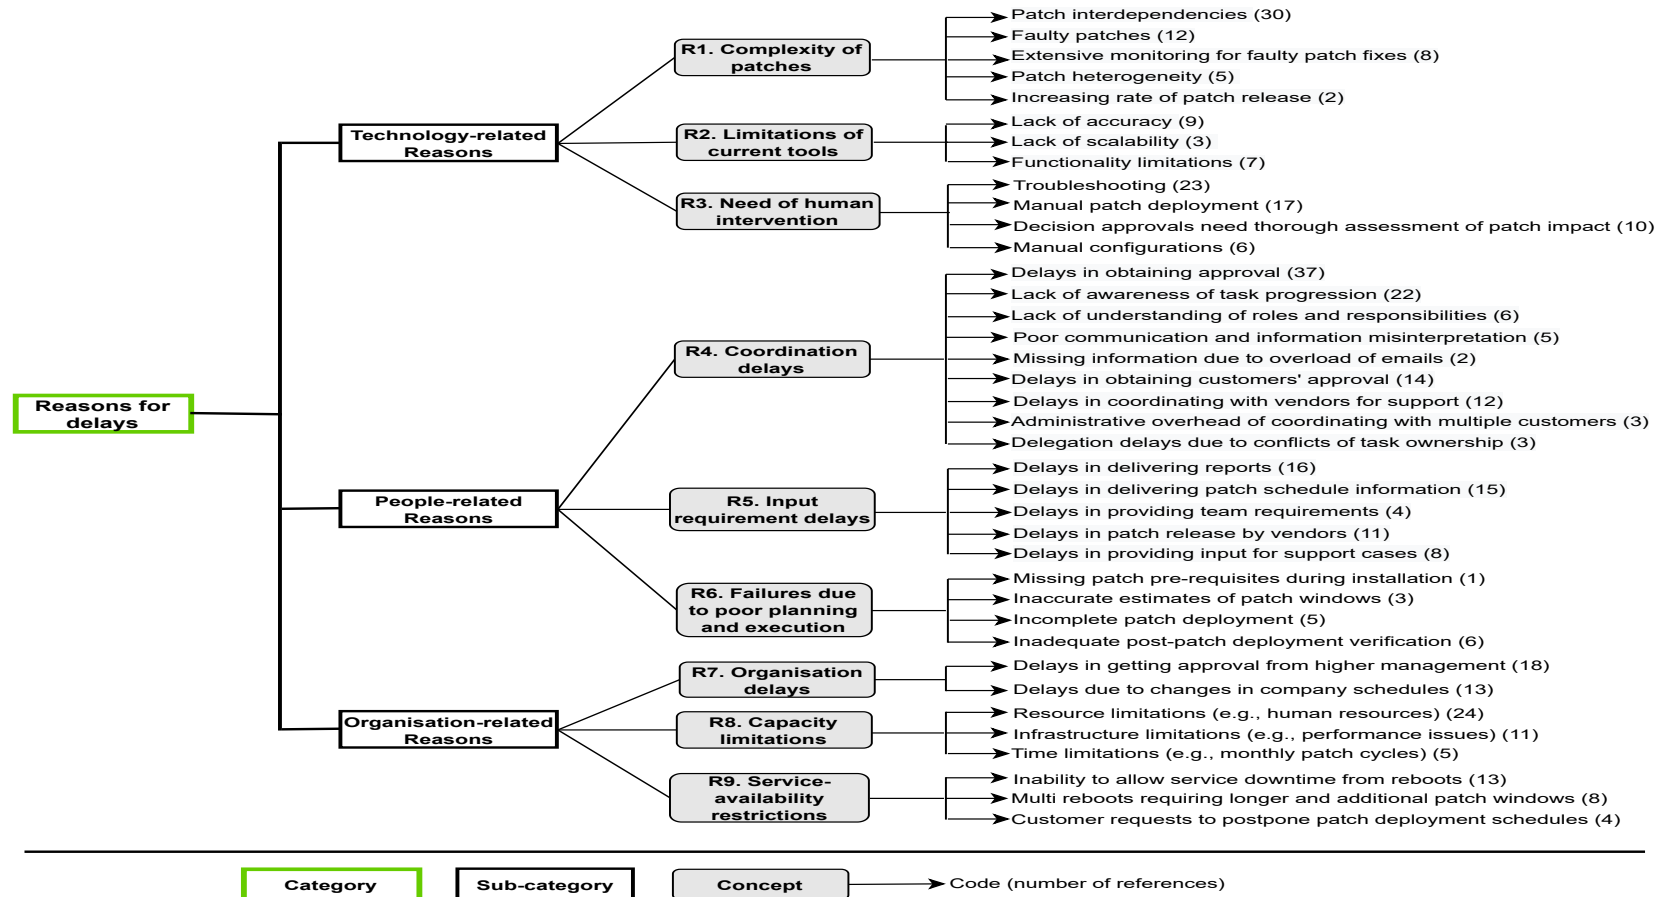 Reasons for
delays
Technology-related
Reasons
R1. Complexity of
patches
Patch interdependencies (30)
Faulty patches (12)
Extensive monitoring for faulty patch fixes (8)
Patch heterogeneity (5)
Increasing rate of patch release (2)
R2. Limitations of
current tools
Lack of accuracy (9)
Lack of scalability (3)
Functionality limitations (7)
R3. Need of human
intervention
Troubleshooting (23)
Manual patch deployment (17)
Decision approvals need thorough assessment of patch impact (10)
Manual configurations (6)
People-related
Reasons
R4. Coordination
delays
Delays in obtaining approval (37)
Lack of awareness of task progression (22)
Lack of understanding of roles and responsibilities (6)
Poor communication and information misinterpretation (5)
Missing information due to overload of emails (2)
Delays in obtaining customers' approval (14)
Delays in coordinating with vendors for support (12)
Administrative overhead of coordinating with multiple customers (3)
Delegation delays due to conflicts of task ownership (3)
R5. Input
requirement delays
Delays in delivering reports (16)
Delays in delivering patch schedule information (15)
Delays in providing team requirements (4)
Delays in patch release by vendors (11)
Delays in providing input for support cases (8)
R6. Failures due
to poor planning
and execution
Missing patch pre-requisites during installation (1)
Inaccurate estimates of patch windows (3)
Incomplete patch deployment (5)
Inadequate post-patch deployment verification (6)
Organisation-related
Reasons
R7. Organisation
delays
Delays in getting approval from higher management (18)
Delays due to changes in company schedules (13)
R8. Capacity
limitations
Resource limitations (e.g., human resources) (24)
Infrastructure limitations (e.g., performance issues) (11)
Time limitations (e.g., monthly patch cycles) (5)
R9. Service-
availability
restrictions
Inability to allow service downtime from reboots (13)
Multi reboots requiring longer and additional patch windows (8)
Customer requests to postpone patch deployment schedules (4)
Category
Sub-category
Concept
Code (number of references)